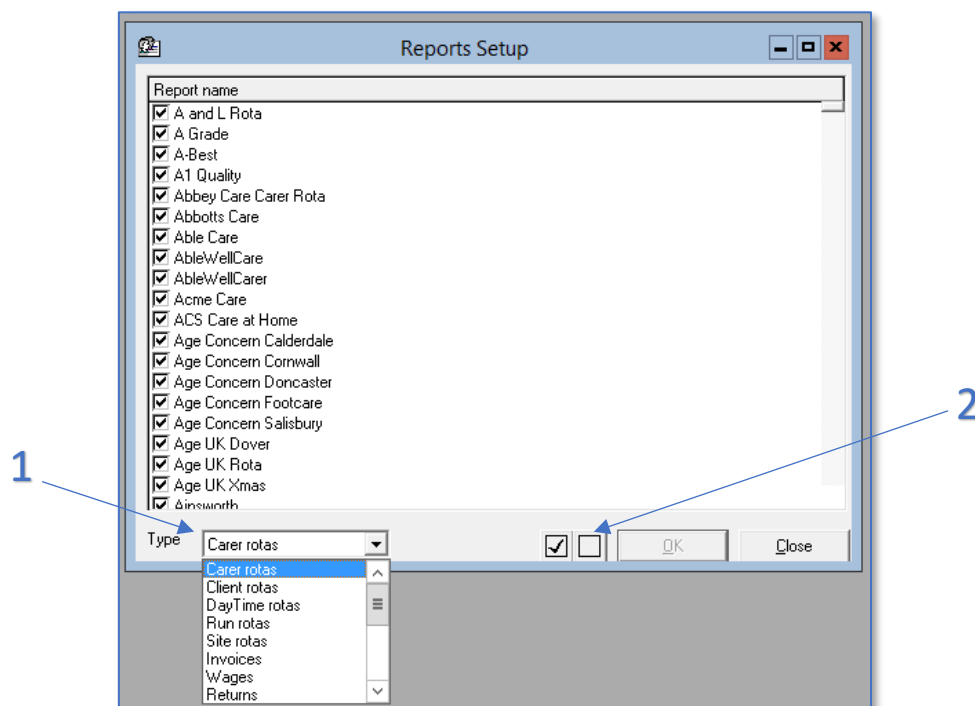 Reports Setup
Report name
A and L Rota
A Grade
A-Best
A1 Quality
Abbey Care Carer Rota
Abbotts Care
Able Care
AbleWellCare
AbleWellCarer
Acme Care
ACS Care at Home
Age Concern Calderdale
Age Concern Cornwall
Age Concern Doncaster
Age Concern Footcare
Age Concern Salisbury
Age UK Dover
Age UK Rota
Age UK Xmas
Ainsworth
1
2
Type
Carer rotas
OK
Close
Carer rotas
Client rotas
DayTime rotas
Run rotas
Site rotas
Invoices
Wages
Returns